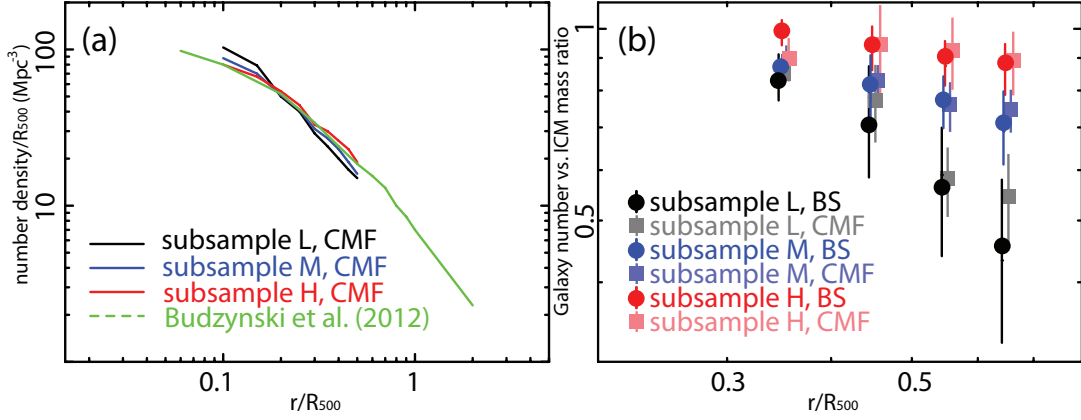 (a)
number density/R500 (Mpc-3)
100
10
subsample L, CMF
subsample M, CMF
subsample H, CMF
Budzynski et al. (2012)
0.1
1
r/R500
(b)
Galaxy number vs. ICM mass ratio
1
0.5
subsample L, BS
subsample L, CMF
subsample M, BS
subsample M, CMF
subsample H, BS
subsample H, CMF
0.3
0.5
r/R500